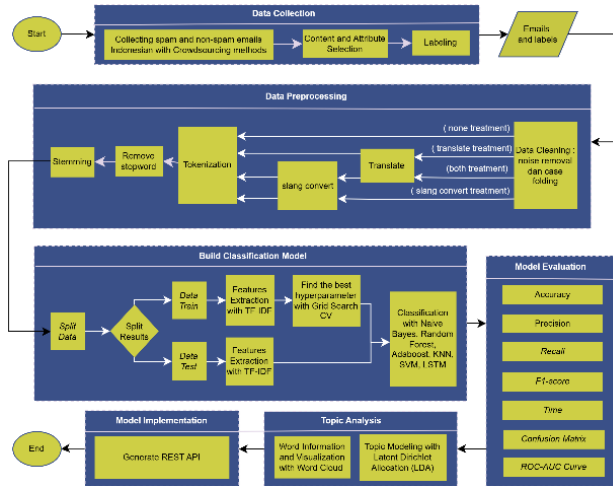 Data Collection
Start
Collecting spam and non-spam emails
Indonesian with Crowdsourcing methods
Content and Attribute
Selection
Labeling
Emails
and labels
Data Preprocessing
Stemming
Remove
stopword
Tokenization
slang convert
Translate
( none treatment)
( translate treatment)
(both treatment)
( slang convert treatment)
Data Cleaning :
noise removal
dan case
folding
Build Classification Model
Split
Data
Split
Results
Data
Train
Features
Extraction
with TF-IDF
Find the best
hyperparameter
with Grid Search
CV
Data
Test
Features
Extraction
with TF-IDF
Classification
with Naive
Bayes, Random
Forest,
Adaboost, KNN,
SVM, LSTM
Model Evaluation
Accuracy
Precision
Recall
F1-score
Time
Confusion Matrix
ROC-AUC Curve
Model Implementation
End
Generate REST API
Topic Analysis
Word Information
and Visualization
with Word Cloud
Topic Modeling with
Latent Dirichlet
Allocation (LDA)